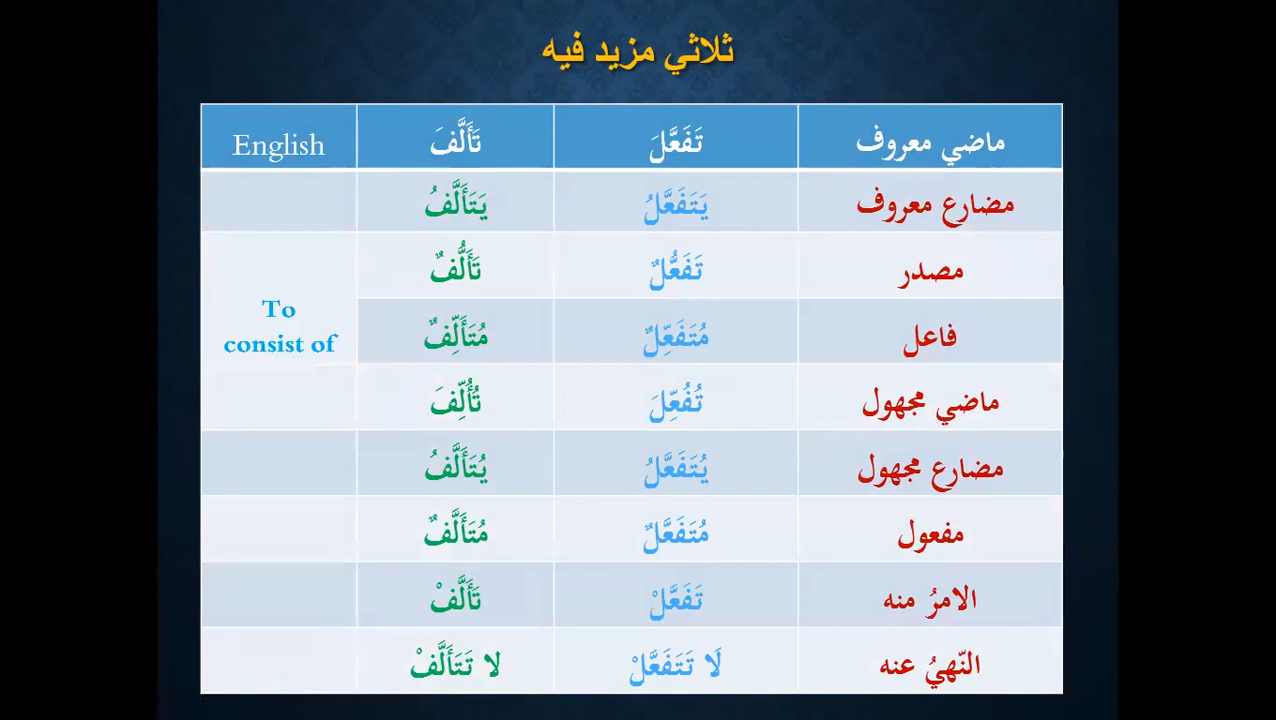 ثلاثي مزيد فيه
ماضي معروف تَفَعَّلَ تَأَلَّفَ English
مضارع معروف يَتَفَعَّلُ يَتَأَلَّفُ
مصدر تَفَعُّلٌ تَأَلُّفٌ
To consist of
فاعل مُتَفَعِّلٌ مُتَأَلِّفٌ
ماضي مجهول تُفُعِّلَ تُأُلِّفَ
مضارع مجهول يُتَفَعَّلُ يُتَأَلَّفُ
مفعول مُتَفَعَّلٌ مُتَأَلَّفٌ
الامرُ منه تَفَعَّلْ تَأَلَّفْ
النّهيُ عنه لَا تَتَفَعَّلْ لا تَتَأَلَّفْ